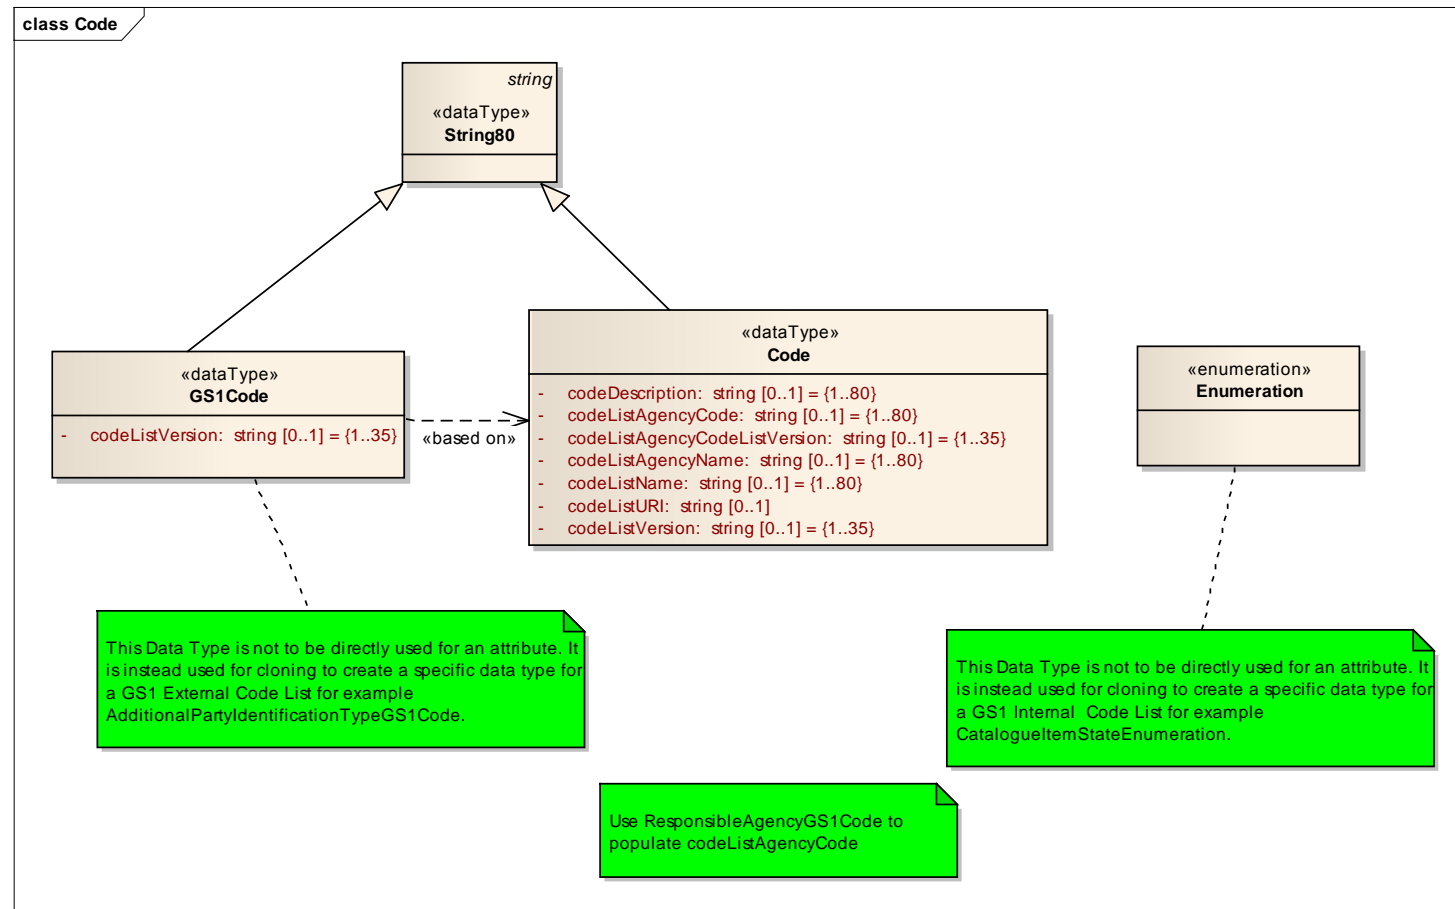 class Code
string
«dataType»
String80
«dataType»
GS1Code
- codeListVersion: string [0..1] = {1..35}
«based on»
«dataType»
Code
- codeDescription: string [0..1] = {1..80}
- codeListAgencyCode: string [0..1] = {1..80}
- codeListAgencyCodeListVersion: string [0..1] = {1..35}
- codeListAgencyName: string [0..1] = {1..80}
- codeListName: string [0..1] = {1..80}
- codeListURI: string [0..1]
- codeListVersion: string [0..1] = {1..35}
«enumeration»
Enumeration
This Data Type is not to be directly used for an attribute. It
is instead used for cloning to create a specific data type for
a GS1 External Code List for example
AdditionalPartyIdentificationTypeGS1Code.
This Data Type is not to be directly used for an attribute. It
is instead used for cloning to create a specific data type for
a GS1 Internal Code List for example
CatalogueItemStateEnumeration.
Use ResponsibleAgencyGS1Code to
populate codeListAgencyCode